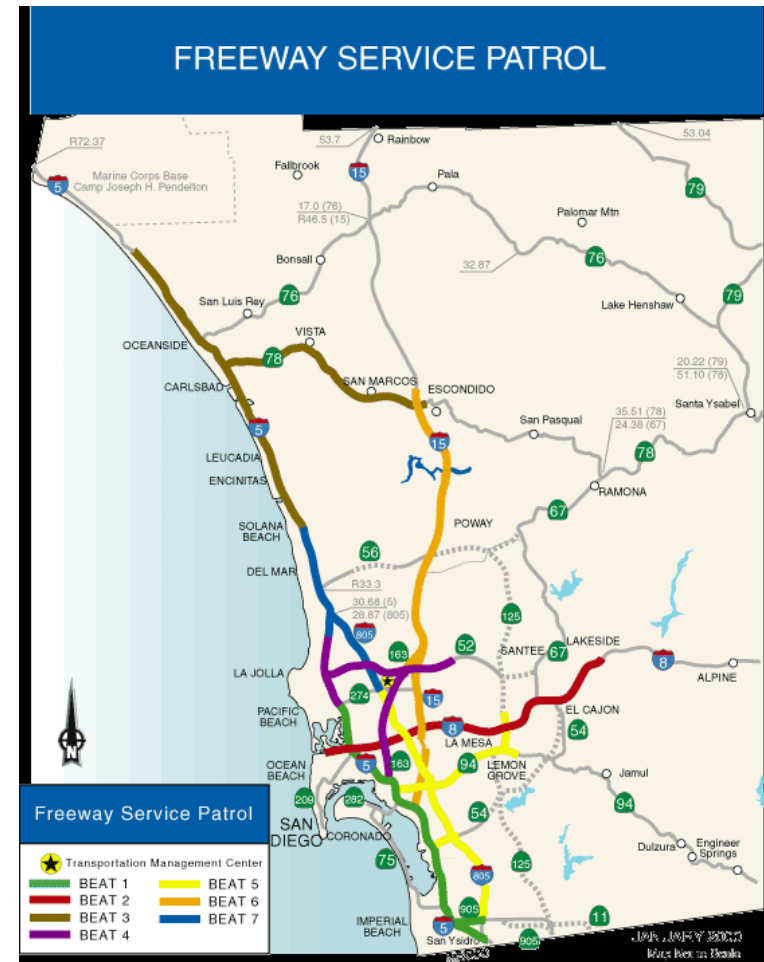 FREEWAY SERVICE PATROL
R72.37
53.7
Rainbow
53.04
Fallbrook
15
5
Marine Corps Base
Camp Joseph H. Pendelton
Pala
79
17.0 (76)
R46.5 (15)
Palomar Mtn
Bonsall
32.87
76
San Luis Rey
76
Lake Henshaw
79
VISTA
OCEANSIDE
78
20.22 (79)
51.10 (78)
CARLSBAD
SAN MARCOS
ESCONDIDO
Santa Ysabel
35.51 (78)
24.38 (67)
San Pasqual
5
15
78
LEUCADIA
ENCINITAS
RAMONA
67
SOLANA
BEACH
POWAY
56
DEL MAR
R33.3
30.68 (5)
28.87 (805)
125
805
163
52
SANTEE
67
LAKESIDE
8
LA JOLLA
ALPINE
274
15
PACIFIC
BEACH
EL CAJON
8
54
LA MESA
OCEAN
BEACH
5
163
94
LEMON
GROVE
Jamul
209
282
94
54
SAN
DIEGO
CORONADO
Dulzura
Engineer
Springs
75
125
805
905
11
IMPERIAL
BEACH
5
San Ysidro
905
Freeway Service Patrol
Transportation Management Center
BEAT 1
BEAT 2
BEAT 3
BEAT 4
BEAT 5
BEAT 6
BEAT 7
JANUARY 2000
Map Not to Scale